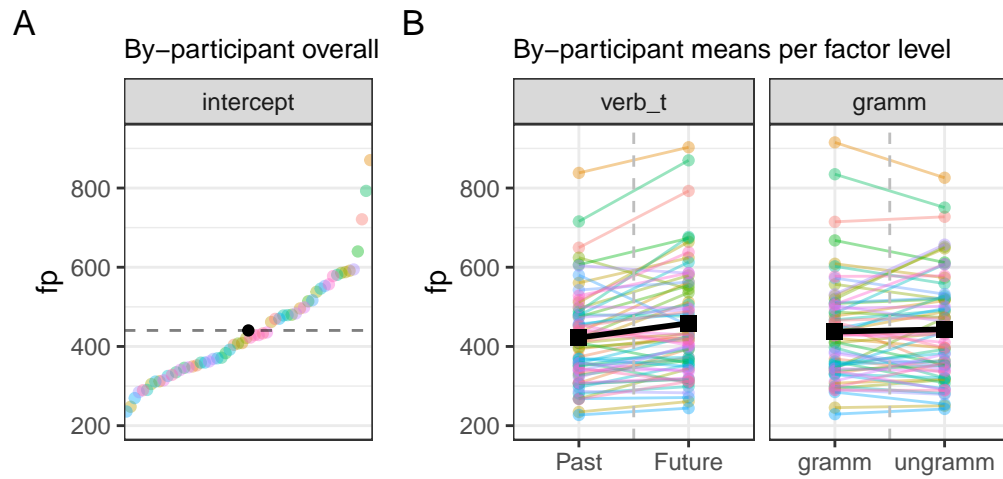 A
By−participant overall
intercept
fp
800
600
400
200
B
By−participant means per factor level
verb_t
gramm
fp
800
600
400
200
Past
Future
gramm
ungramm